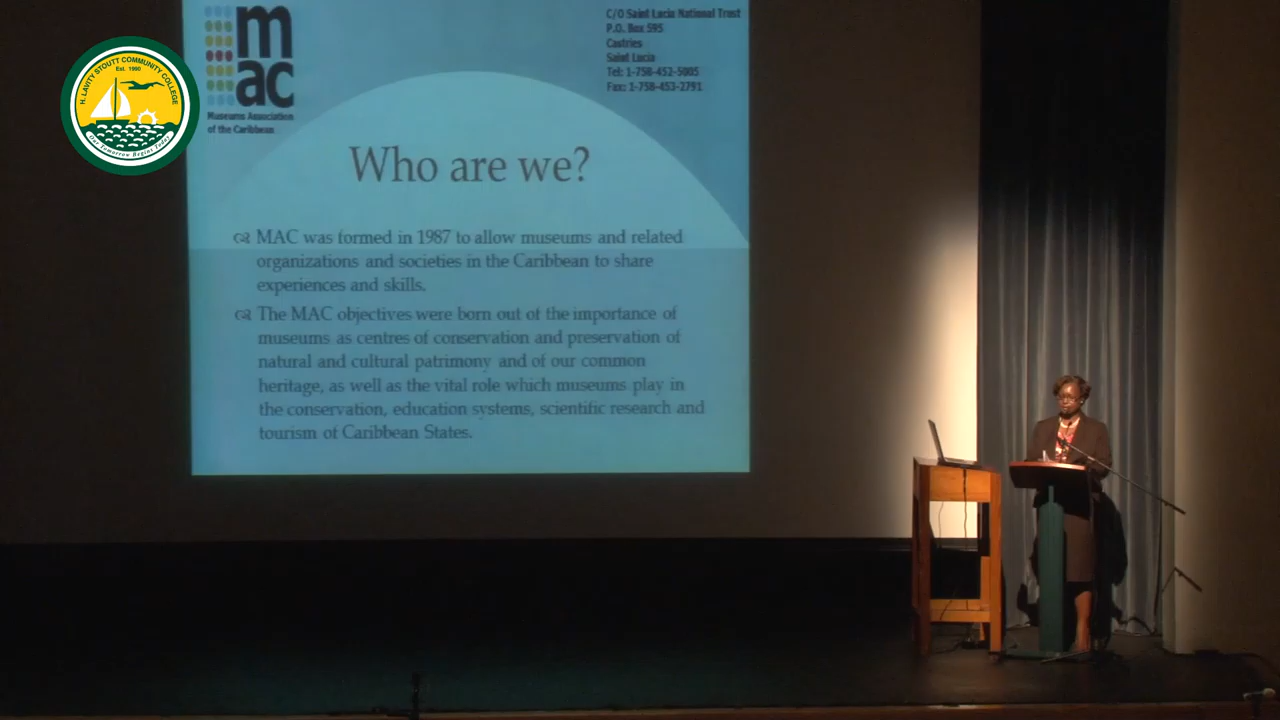 H. LAVITY STOUTT COMMUNITY COLLEGE
Est. 1990
Our Tomorrow Begins Today
mac
Museums Association
of the Caribbean
C/O Saint Lucia National Trust
P.O. Box 595
Castries
Saint Lucia
Tel: 1-758-452-5005
Fax: 1-758-453-2791
Who are we?
MAC was formed in 1987 to allow museums and related
organizations and societies in the Caribbean to share
experiences and skills.
The MAC objectives were born out of the importance of
museums as centres of conservation and preservation of
natural and cultural patrimony and of our common
heritage, as well as the vital role which museums play in
the conservation, education systems, scientific research and
tourism of Caribbean States.